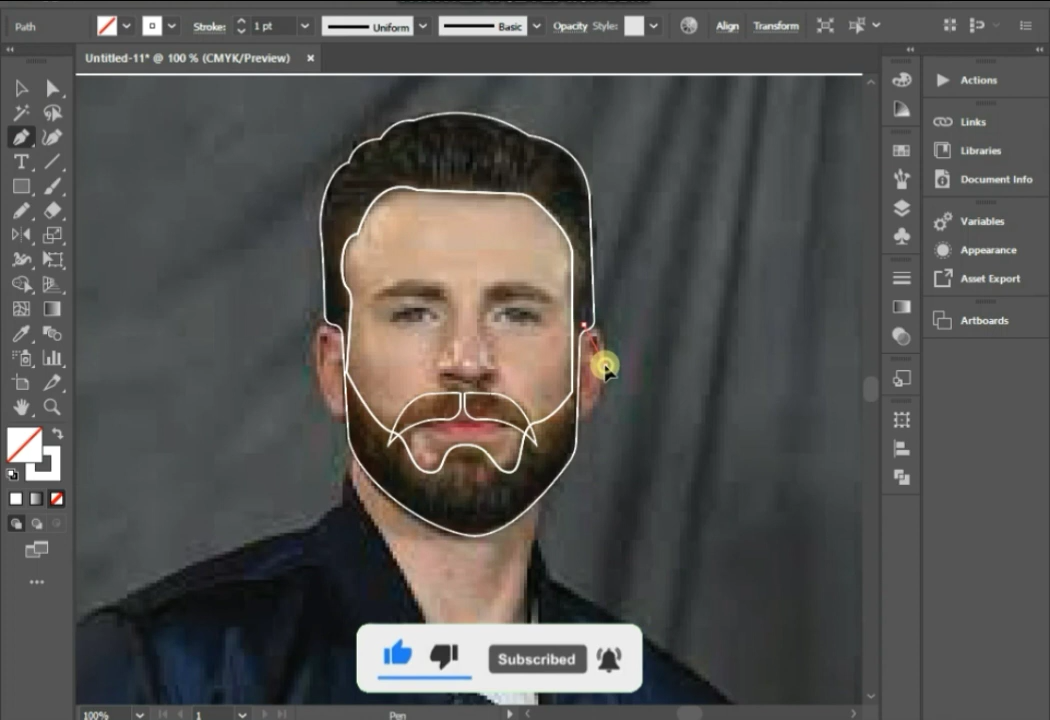 Path
Stroke:
1 pt
Uniform
Basic
Opacity
Style:
Align
Transform
Untitled-11* @ 100 % (CMYK/Preview)
×
Actions
Links
Libraries
Document Info
Variables
Appearance
Asset Export
Artboards
Subscribed
100%
1
Pen